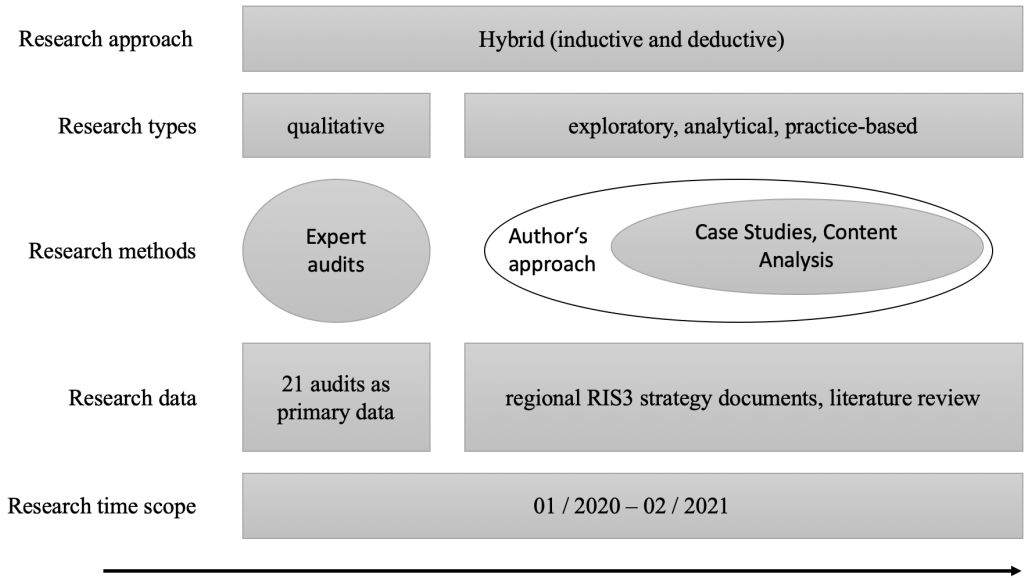 Research approach
Hybrid (inductive and deductive)
Research types
qualitative
exploratory, analytical, practice-based
Research methods
Expert
audits
Author‘s
approach
Case Studies, Content
Analysis
Research data
21 audits as
primary data
regional RIS3 strategy documents, literature review
Research time scope
01 / 2020 – 02 / 2021